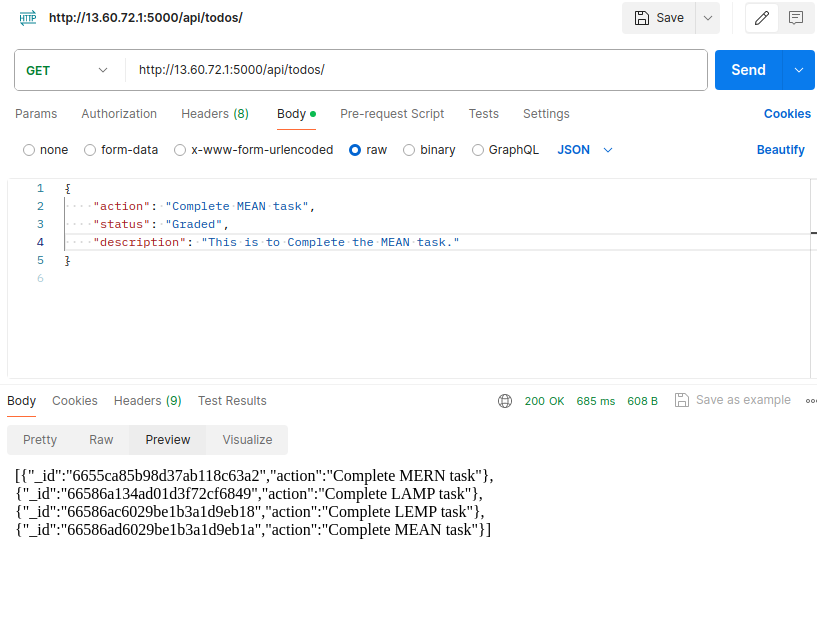 HTTP http://13.60.72.1:5000/api/todos/ Save
GET http://13.60.72.1:5000/api/todos/ Send
Params Authorization Headers (8) Body Pre-request Script Tests Settings Cookies
none form-data x-www-form-urlencoded raw binary GraphQL JSON Beautify
1 {
2 "action": "Complete MEAN task",
3 "status": "Graded",
4 "description": "This is to Complete the MEAN task."
5 }
6
Body Cookies Headers (9) Test Results 200 OK 685 ms 608 B Save as example
Pretty Raw Preview Visualize
[{"_id":"6655ca85b98d37ab118c63a2","action":"Complete MERN task"},
{"_id":"66586a134ad01d3f72cf6849","action":"Complete LAMP task"},
{"_id":"66586ac6029be1b3a1d9eb18","action":"Complete LEMP task"},
{"_id":"66586ad6029be1b3a1d9eb1a","action":"Complete MEAN task"}]